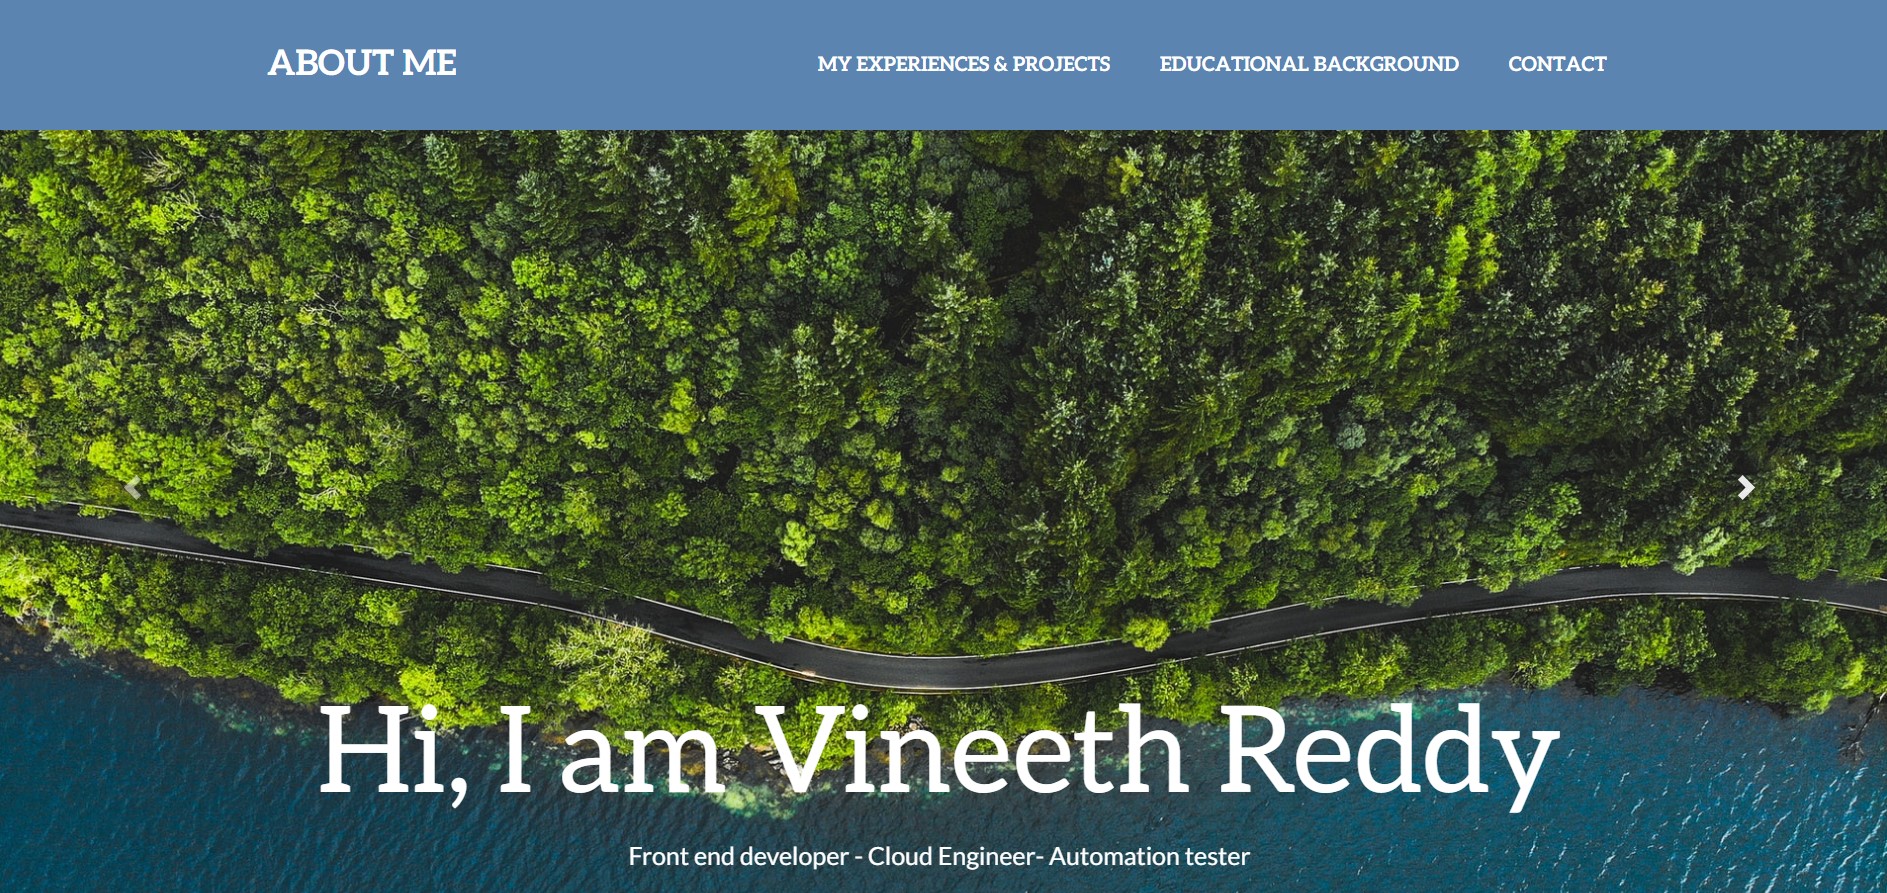 ABOUT ME
MY EXPERIENCES & PROJECTS
EDUCATIONAL BACKGROUND
CONTACT
Hi, I am Vineeth Reddy
Front end developer - Cloud Engineer- Automation tester